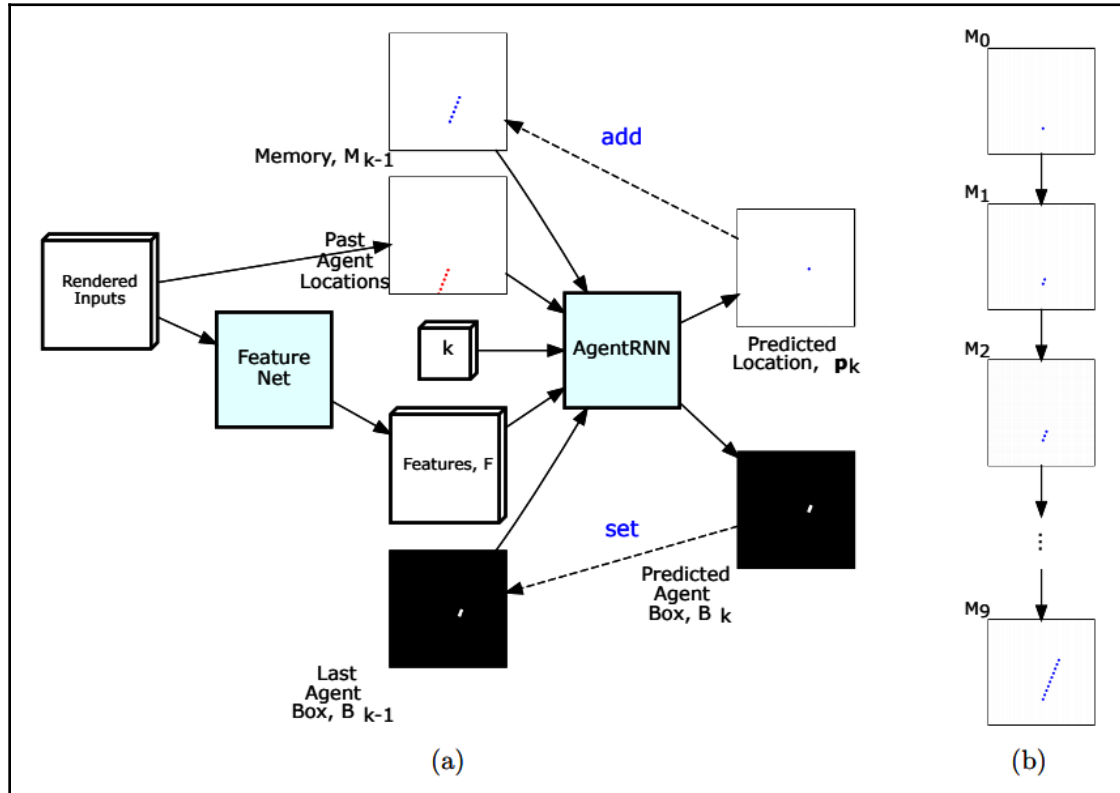 Memory, M k-1
add
Past
Agent
Locations
Rendered
Inputs
Feature
Net
k
AgentRNN
Predicted
Location, pk
Features, F
set
Predicted
Agent
Box, B k
Last
Agent
Box, B k-1
(a)
M0
M1
M2
⋮
M9
(b)